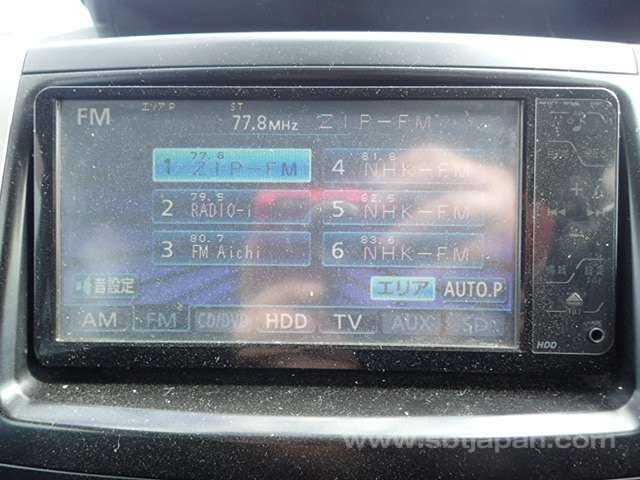 エリア P ST
FM 77.8MHz ZIP-FM
77.8
1 ZIP-FM
81.8
4 NHK-FM
79.5
2 RADIO-i
82.5
5 NHK-FM
80.7
3 FM Aichi
83.6
6 NHK-FM
音設定 エリア AUTO.P
AM FM CD/DVD HDD TV AUX SD
HDD
www.sbtjapan.com